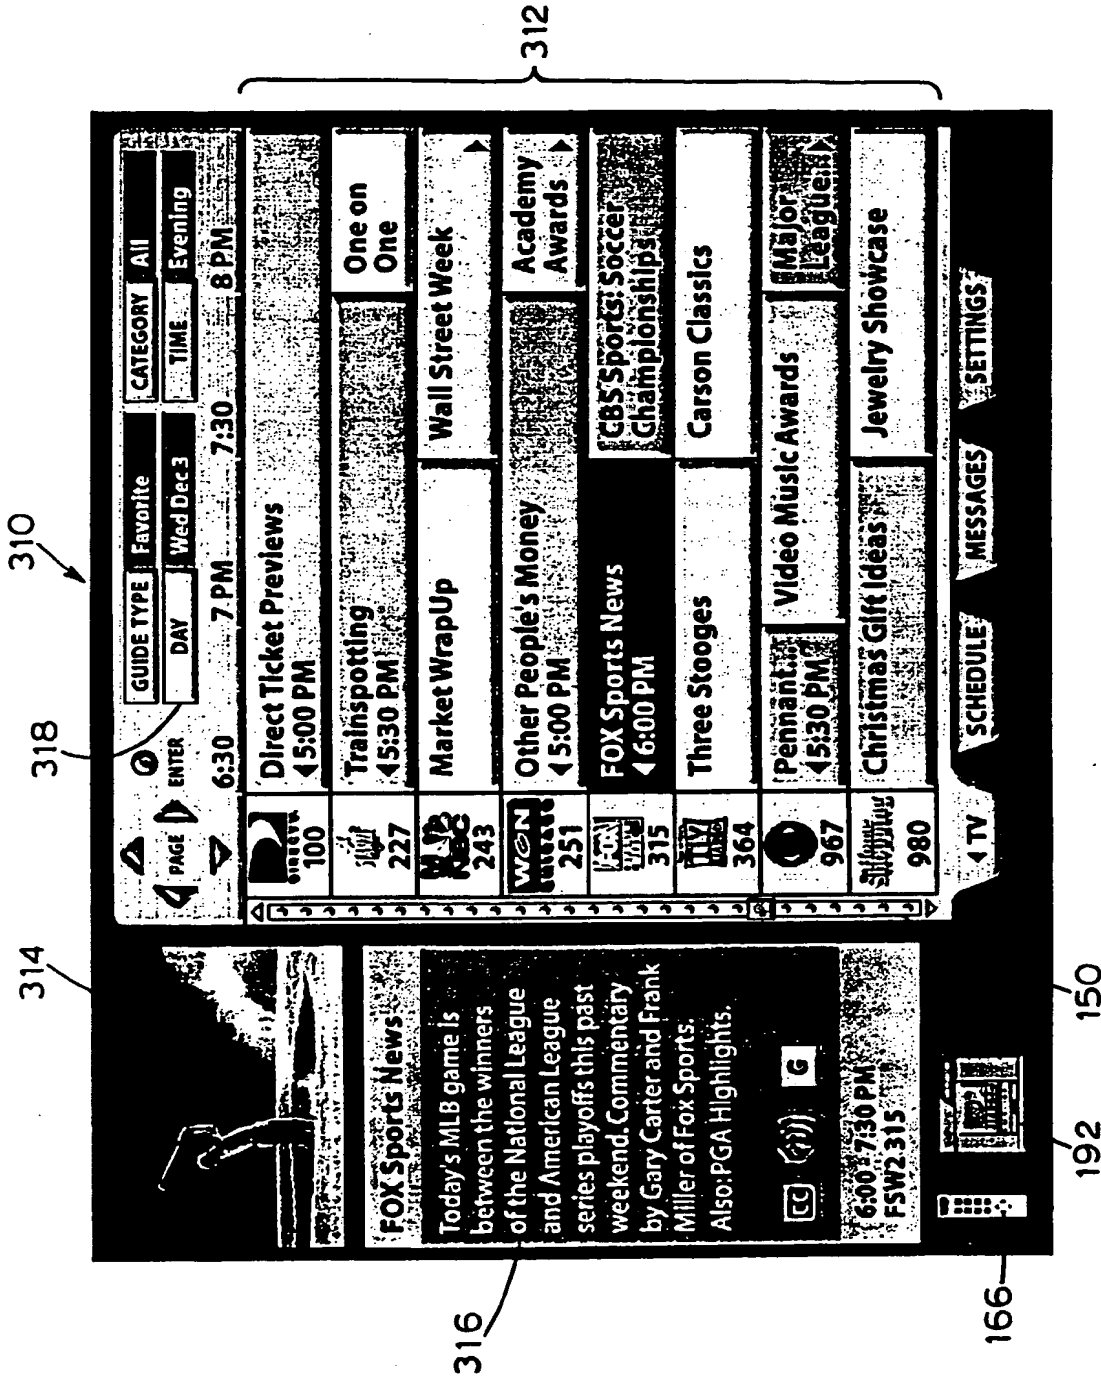 310
314
318
312
PAGE
ENTER
GUIDE TYPE Favorite CATEGORY All
DAY Wed Dec3 TIME Evening
6:30 7 PM 7:30 8 PM
DIRECTV
100
Direct Ticket Previews
5:00 PM
227
Trainspotting
5:30 PM
One on
One
243
Market WrapUp
Wall Street Week
WGN
251
Other People's Money
5:00 PM
Academy
Awards
FOX
315
FOX Sports News
6:00 PM
CBS Sports: Soccer
Championships
364
Three Stooges
Carson Classics
967
Pennant...
5:30 PM
Video Music Awards
Major
League...
980
Christmas Gift Ideas
Jewelry Showcase
TV
SCHEDULE
MESSAGES
SETTINGS
FOX Sports News
Today's MLB game is
between the winners
of the National League
and American League
series playoffs this past
weekend. Commentary
by Gary Carter and Frank
Miller of Fox Sports.
Also: PGA Highlights.
CC
G
6:00 - 7:30 PM
FSW2 315
316
166
192
150